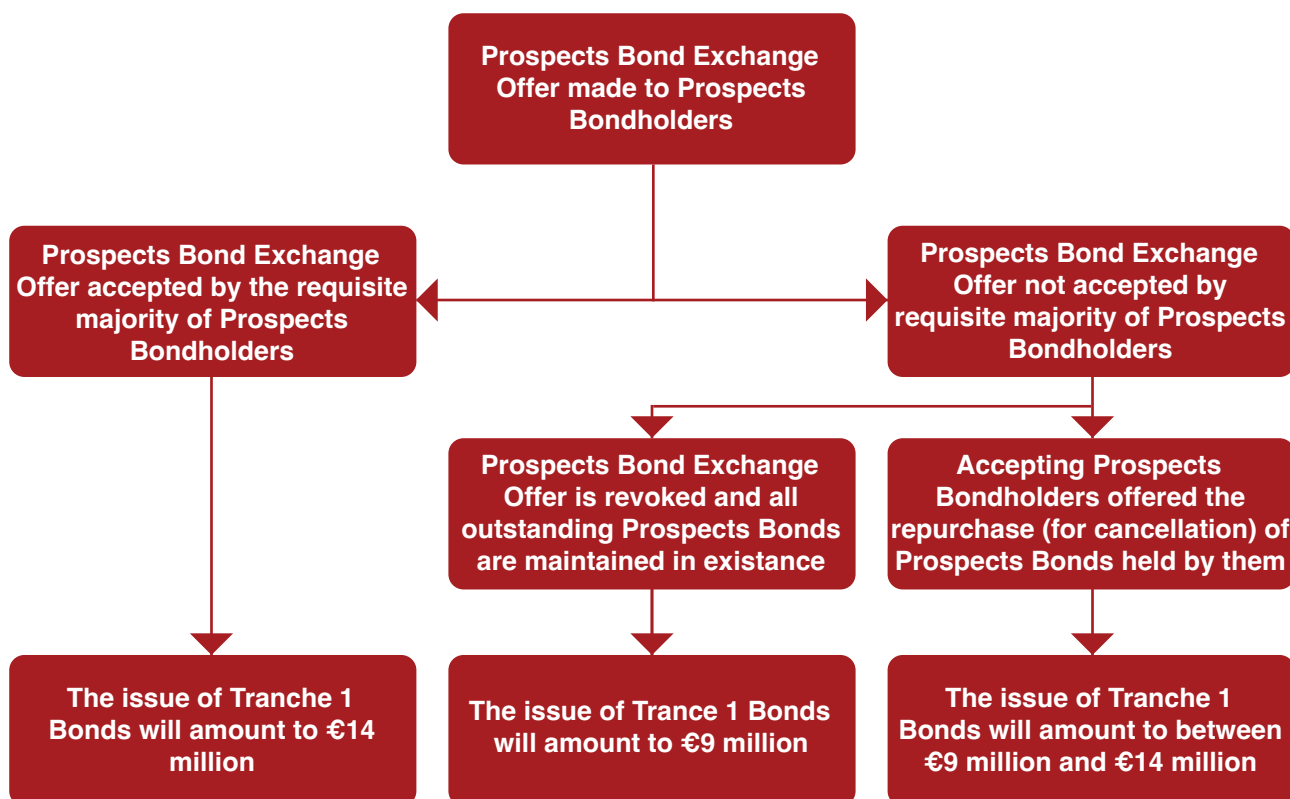 Prospects Bond Exchange
Offer made to Prospects
Bondholders
Prospects Bond Exchange
Offer accepted by the requisite
majority of Prospects
Bondholders
Prospects Bond Exchange
Offer not accepted by
requisite majority of Prospects
Bondholders
Prospects Bond Exchange
Offer is revoked and all
outstanding Prospects Bonds
are maintained in existance
Accepting Prospects
Bondholders offered the
repurchase (for cancellation) of
Prospects Bonds held by them
The issue of Tranche 1
Bonds will amount to €14
million
The issue of Trance 1 Bonds
will amount to €9 million
The issue of Tranche 1
Bonds will amount to between
€9 million and €14 million